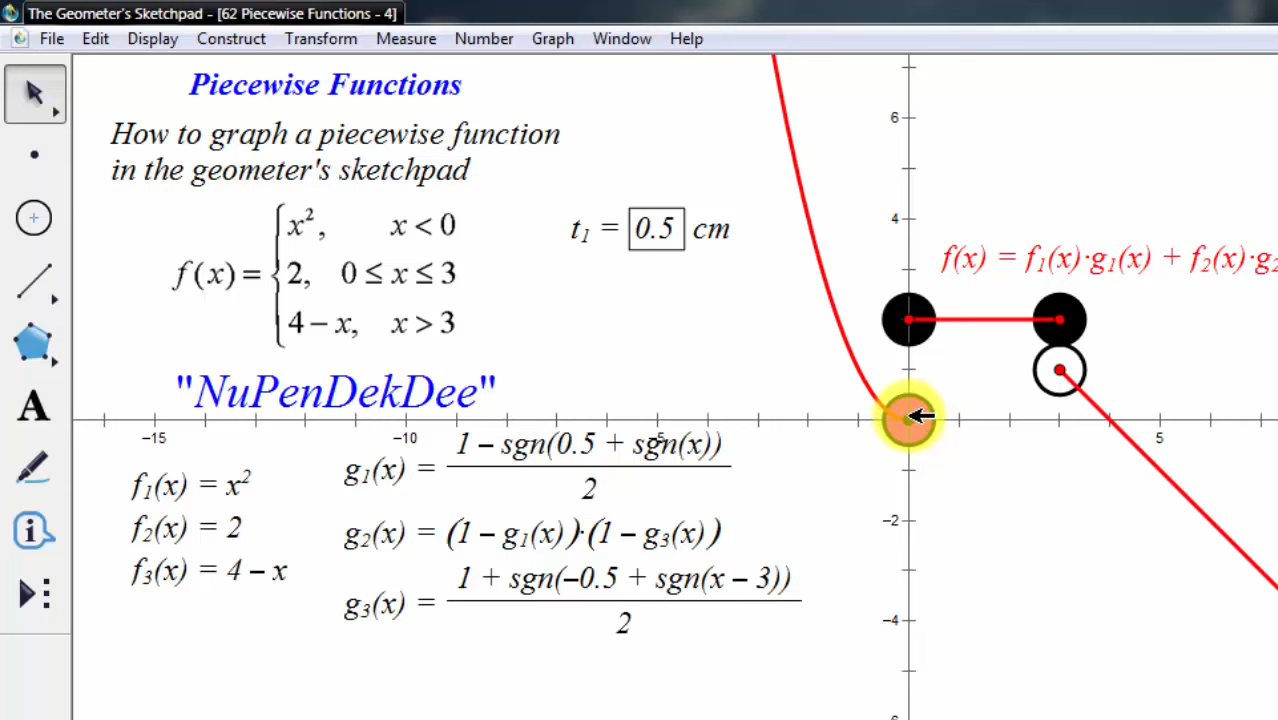 The Geometer's Sketchpad - [62 Piecewise Functions - 4]
File Edit Display Construct Transform Measure Number Graph Window Help
Piecewise Functions
How to graph a piecewise function
in the geometer's sketchpad
f(x) = { x², x < 0
2, 0 ≤ x ≤ 3
4 – x, x > 3
t₁ = 0.5 cm
"NuPenDekDee"
f₁(x) = x²
f₂(x) = 2
f₃(x) = 4 – x
g₁(x) = 1 – sgn(0.5 + sgn(x))
2
g₂(x) = (1 – g₁(x))·(1 – g₃(x))
g₃(x) = 1 + sgn(–0.5 + sgn(x – 3))
2
f(x) = f₁(x)·g₁(x) + f₂(x)·g₂
6
4
-15 -10 -5 5
-2
-4
A
i